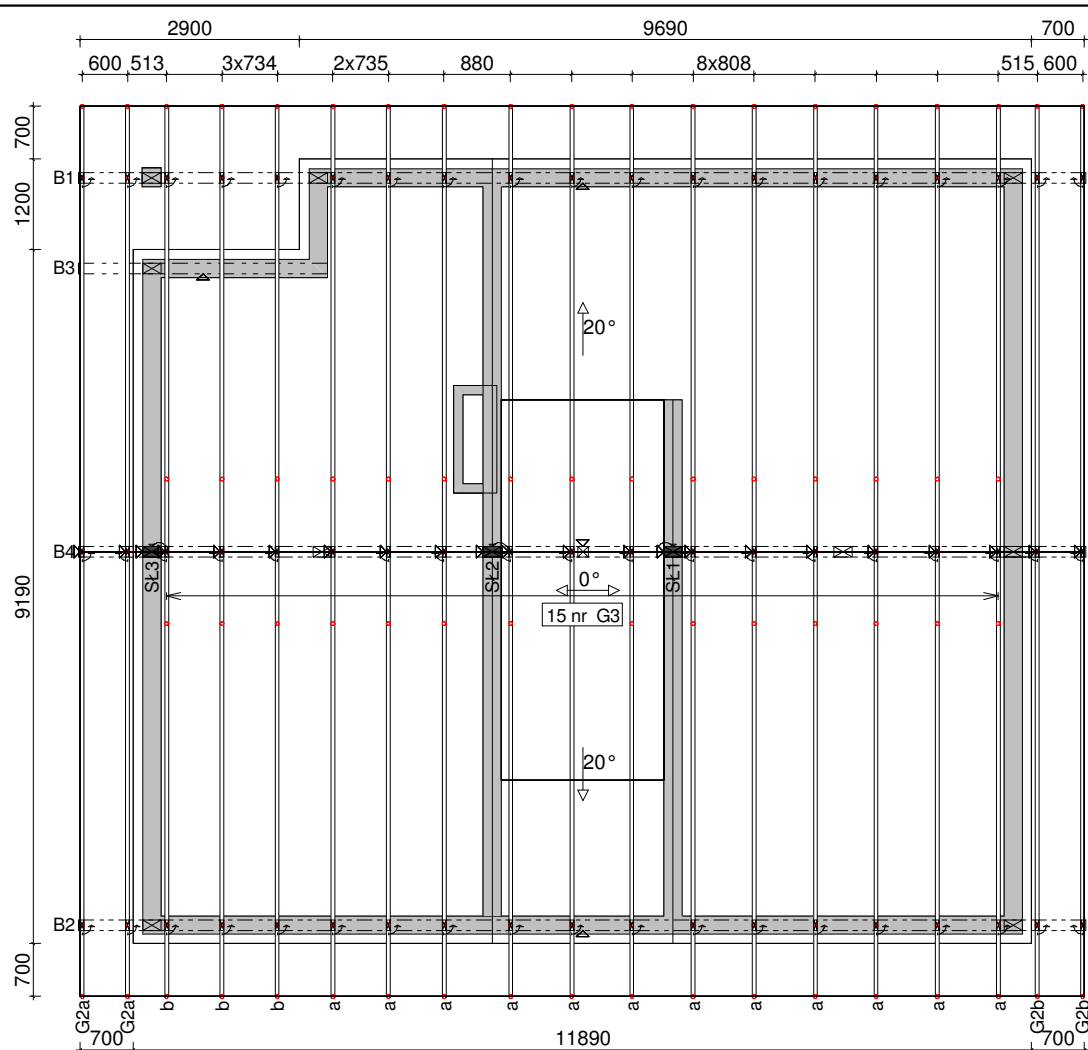 2900 9690 700
600 513 3x734 2x735 880 8x808 515 600
700
B1
1200
B3
20°
B4
SŁ3
SŁ2
SŁ1
0°
15 nr G3
9190
20°
B2
700
G2a G2a b b b a a a a a a a a a a a a G2b G2b
700 11890 700